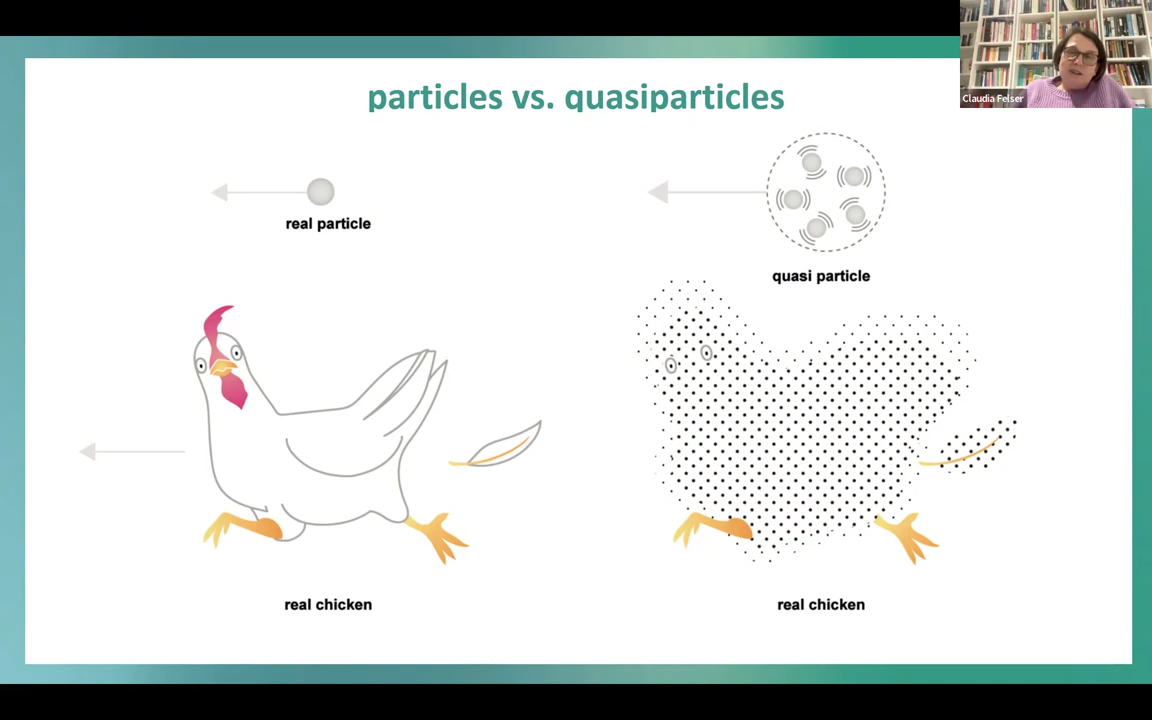 particles vs. quasiparticles
Claudia Felser
real particle
quasi particle
real chicken
real chicken